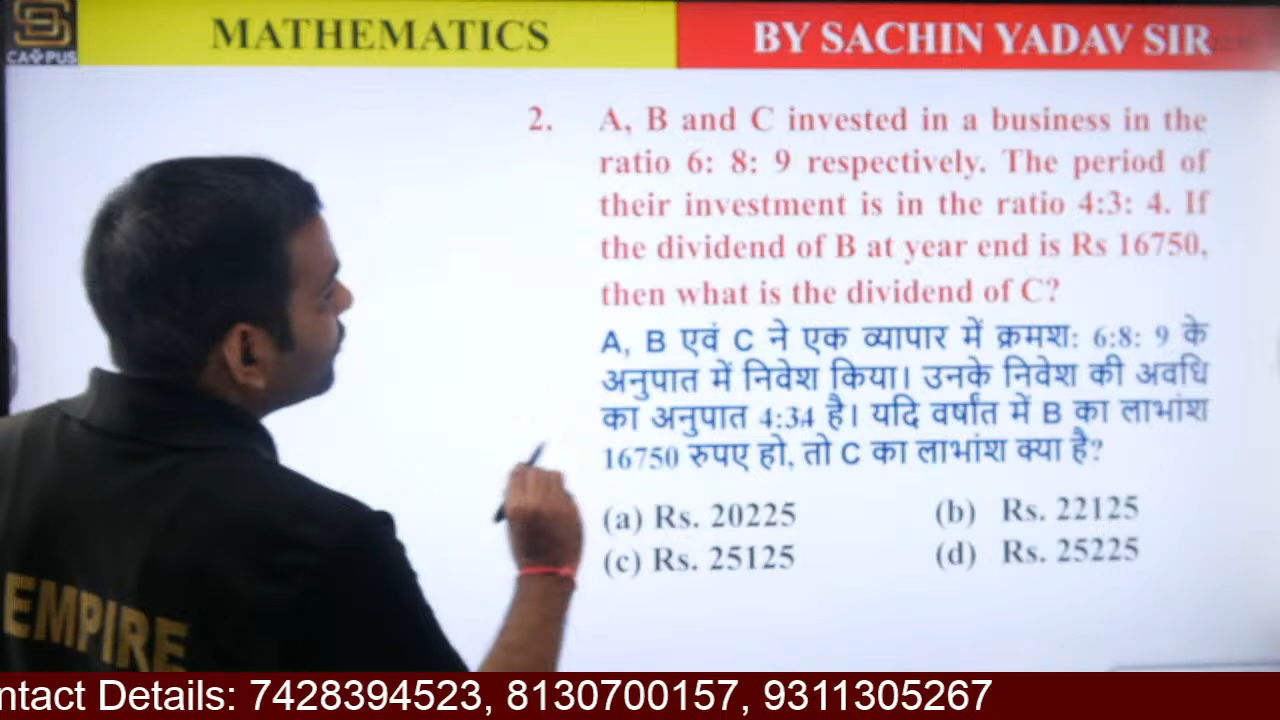 CAMPUS
MATHEMATICS
BY SACHIN YADAV SIR
2. A, B and C invested in a business in the
ratio 6: 8: 9 respectively. The period of
their investment is in the ratio 4:3: 4. If
the dividend of B at year end is Rs 16750,
then what is the dividend of C?
A, B एवं C ने एक व्यापार में क्रमश: 6:8: 9 के
अनुपात में निवेश किया। उनके निवेश की अवधि
का अनुपात 4:34 है। यदि वर्षांत में B का लाभांश
16750 रुपए हो, तो C का लाभांश क्या है?
(a) Rs. 20225 (b) Rs. 22125
(c) Rs. 25125 (d) Rs. 25225
EMPIRE
ntact Details: 7428394523, 8130700157, 9311305267